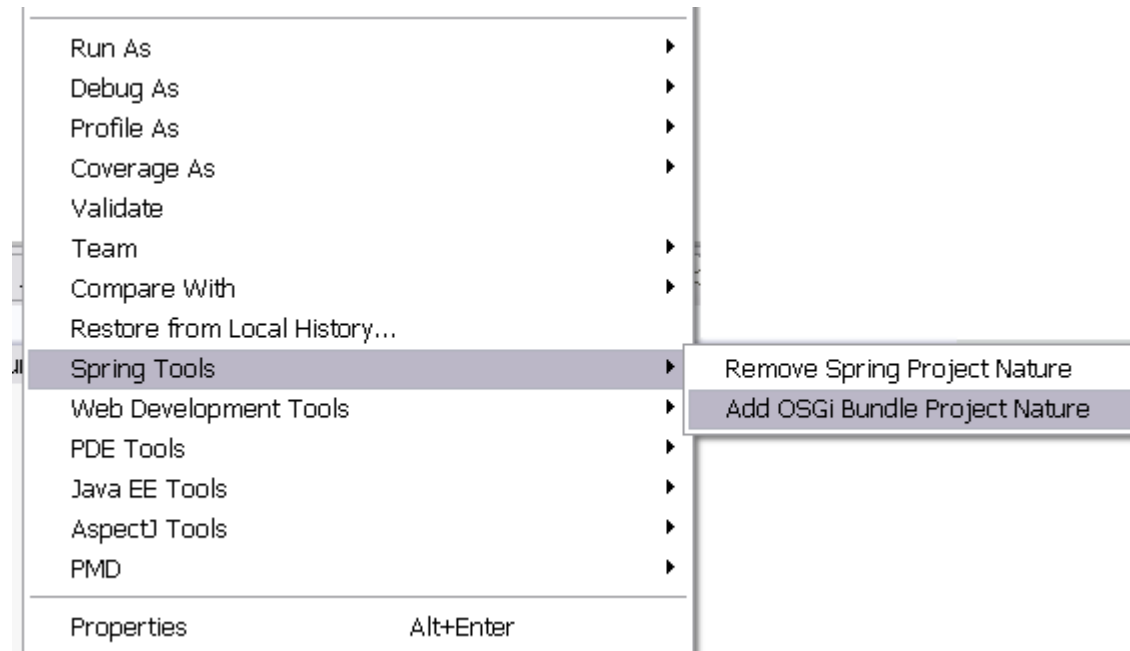 Run As
Debug As
Profile As
Coverage As
Validate
Team
Compare With
Restore from Local History...
Spring Tools
Remove Spring Project Nature
Web Development Tools
Add OSGi Bundle Project Nature
PDE Tools
Java EE Tools
AspectJ Tools
PMD
Properties Alt+Enter